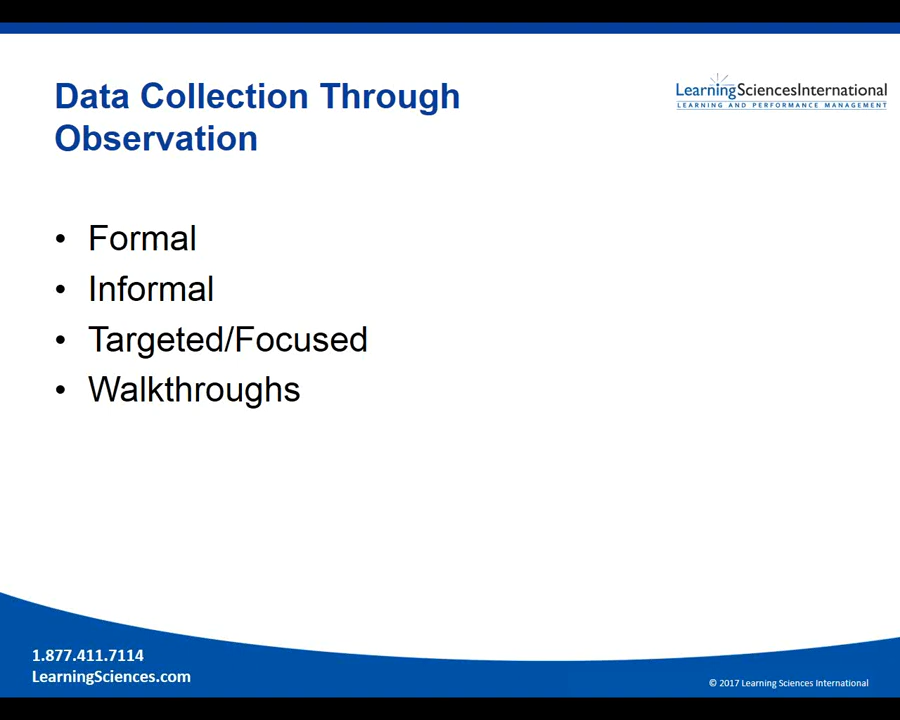 Data Collection Through
Observation
LearningSciencesInternational
LEARNING AND PERFORMANCE MANAGEMENT
• Formal
• Informal
• Targeted/Focused
• Walkthroughs
1.877.411.7114
LearningSciences.com
© 2017 Learning Sciences International